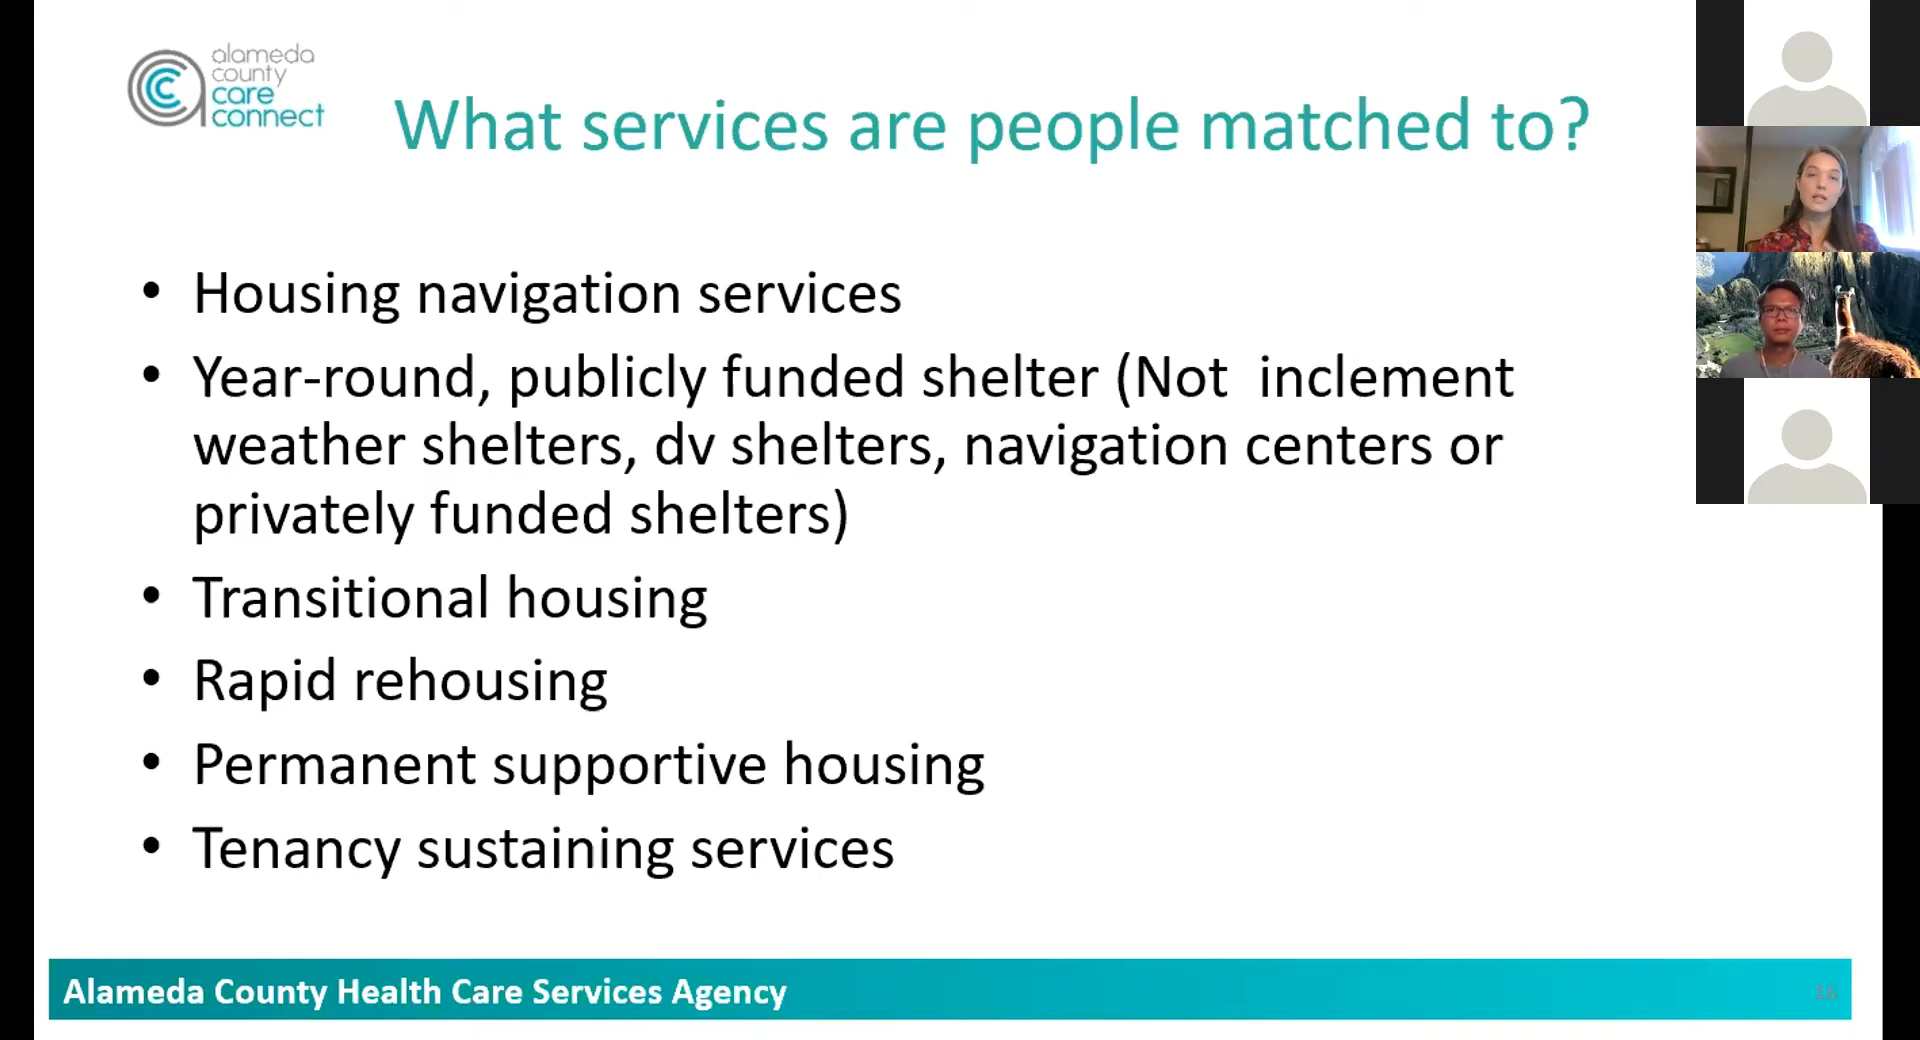 alameda
county
care
connect
What services are people matched to?
• Housing navigation services
• Year-round, publicly funded shelter (Not  inclement
weather shelters, dv shelters, navigation centers or
privately funded shelters)
• Transitional housing
• Rapid rehousing
• Permanent supportive housing
• Tenancy sustaining services
Alameda County Health Care Services Agency
16